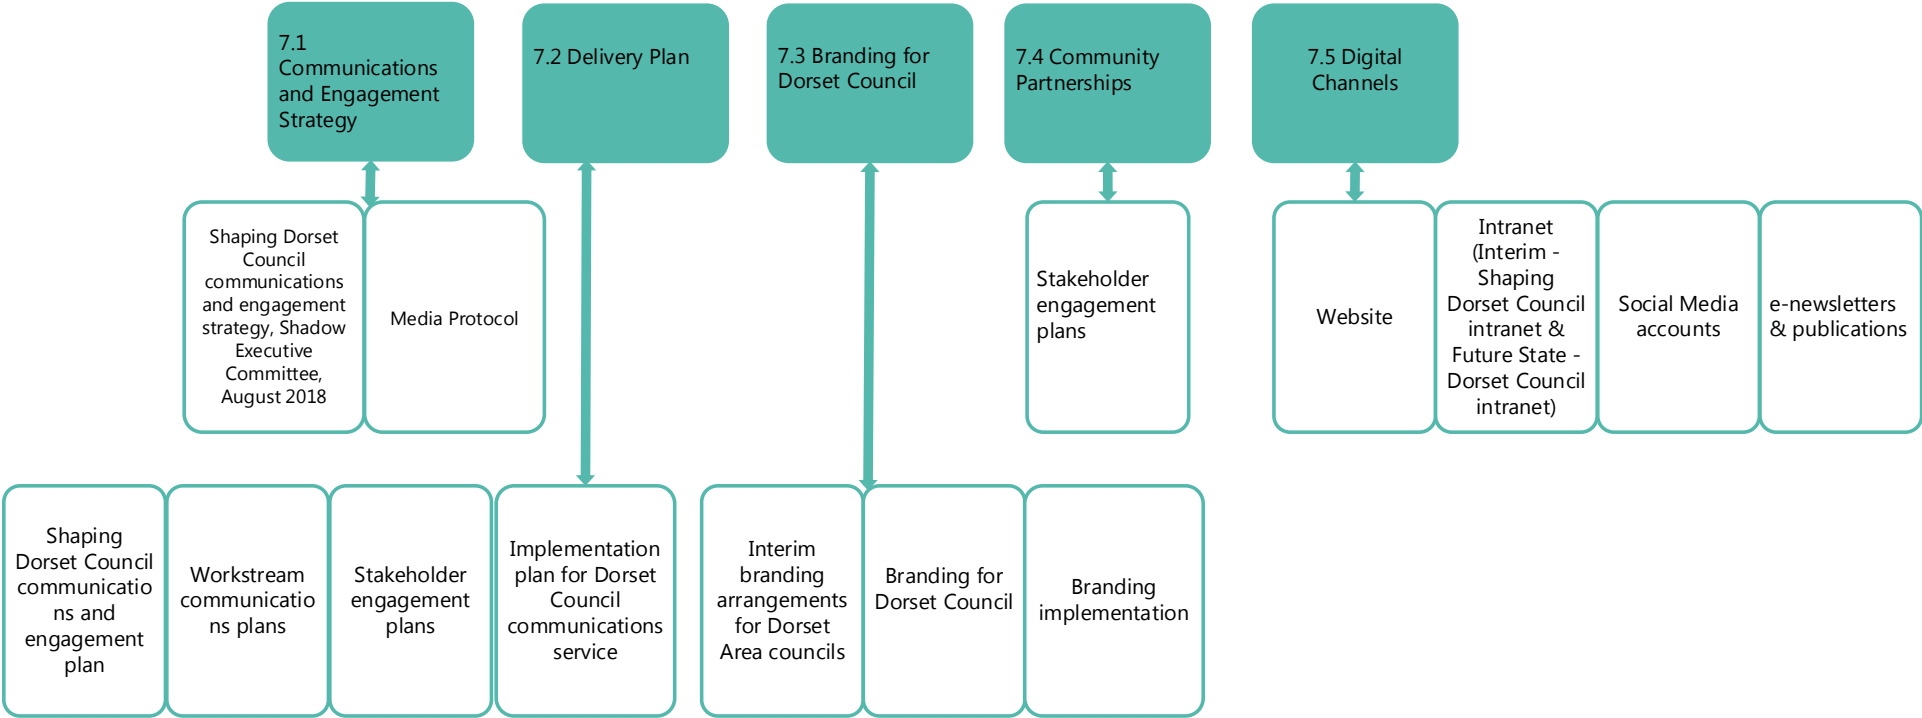 7.1
Communications
and Engagement
Strategy
7.2 Delivery Plan
7.3 Branding for
Dorset Council
7.4 Community
Partnerships
7.5 Digital
Channels
Shaping Dorset
Council
communications
and engagement
strategy, Shadow
Executive
Committee,
August 2018
Media Protocol
Stakeholder
engagement
plans
Website
Intranet
(Interim -
Shaping
Dorset Council
intranet &
Future State -
Dorset Council
intranet)
Social Media
accounts
e-newsletters
& publications
Shaping
Dorset Council
communicatio
ns and
engagement
plan
Workstream
communicatio
ns plans
Stakeholder
engagement
plans
Implementation
plan for Dorset
Council
communications
service
Interim
branding
arrangements
for Dorset
Area councils
Branding for
Dorset Council
Branding
implementation